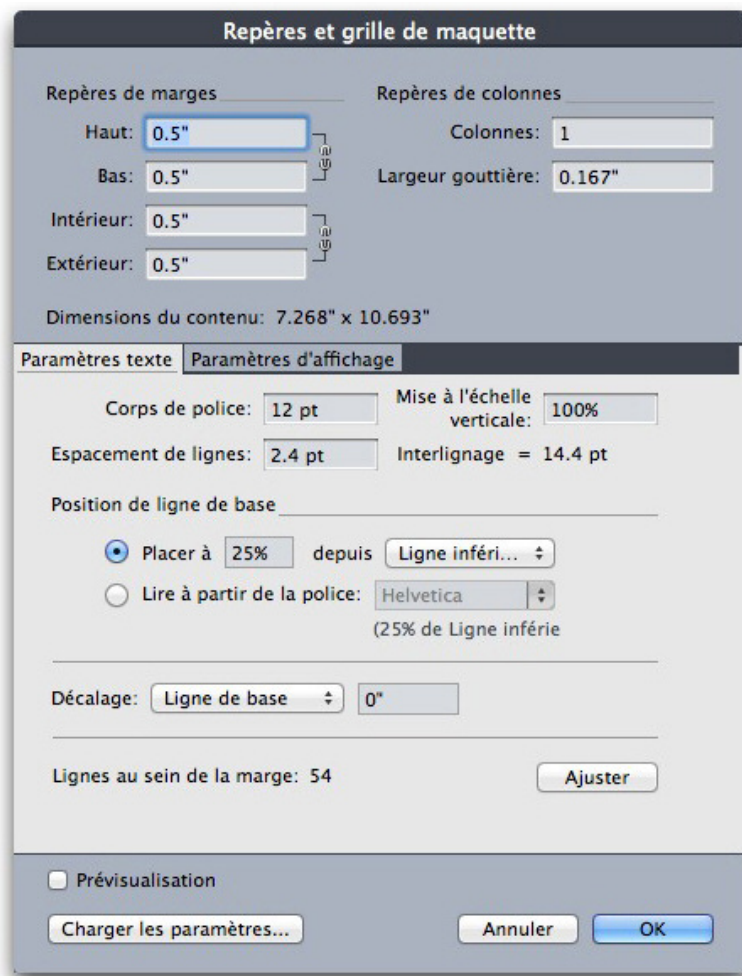 Repères et grille de maquette
Repères de marges
Repères de colonnes
Haut: 0.5"
Colonnes: 1
Bas: 0.5"
Largeur gouttière: 0.167"
Intérieur: 0.5"
Extérieur: 0.5"
Dimensions du contenu: 7.268" x 10.693"
Paramètres texte
Paramètres d'affichage
Corps de police: 12 pt
Mise à l'échelle
verticale: 100%
Espacement de lignes: 2.4 pt
Interlignage = 14.4 pt
Position de ligne de base
Placer à 25% depuis Ligne inféri...
Lire à partir de la police: Helvetica
(25% de Ligne inférie
Décalage: Ligne de base 0"
Lignes au sein de la marge: 54
Ajuster
Prévisualisation
Charger les paramètres...
Annuler
OK